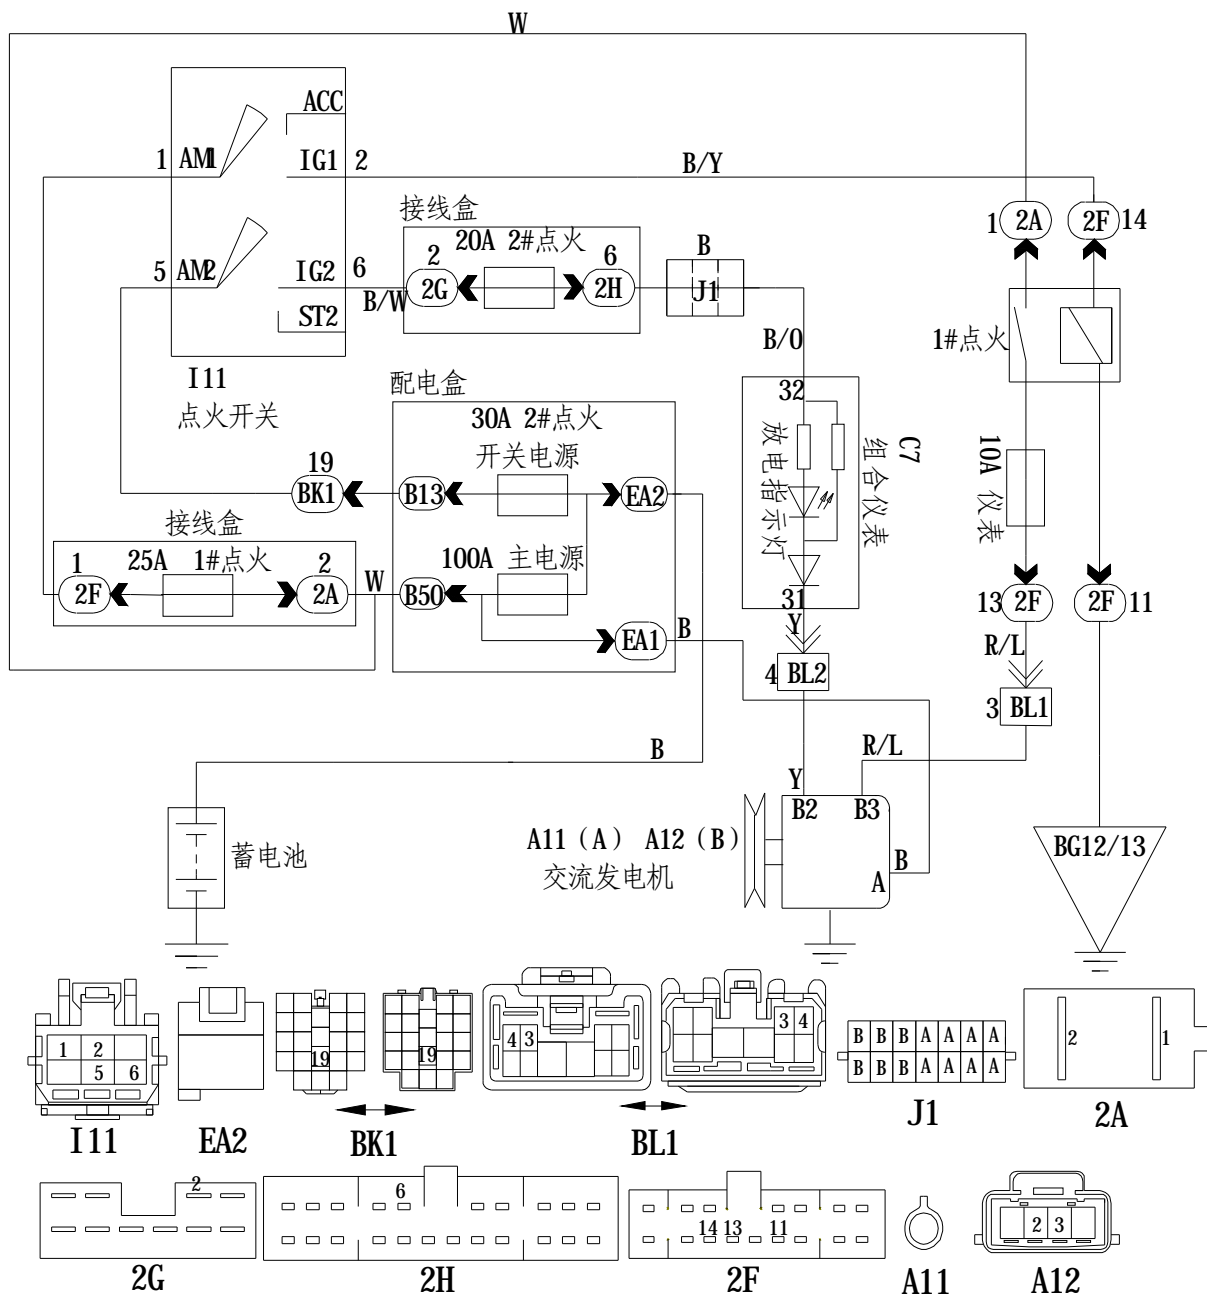 W
ACC
1 AM1 IG1 2
B/Y
接线盒
1 2A 2F 14
20A 2#点火
5 AM2 IG2 6
2 6 B
2G 2H J1
B/W
ST2
B/O
1#点火
I11
点火开关
配电盒
32
30A 2#点火
开关电源
放电指示灯
C7
组合仪表
10A 仪表
19
BK1 B13 EA2
接线盒
25A 1#点火
100A 主电源
1 2
2F 2A W B50
31
13 2F 2F 11
EA1 B
Y
R/L
4 BL2
3 BL1
B
R/L
Y
B2 B3
A11(A) A12(B)
交流发电机
A B
BG12/13
蓄电池
1 2
5 6
19 19
4 3
3 4
B B B A A A A
B B B A A A A
2 1
I11 EA2 BK1 BL1 J1 2A
2
6
14 13 11
2 3
2G 2H 2F A11 A12